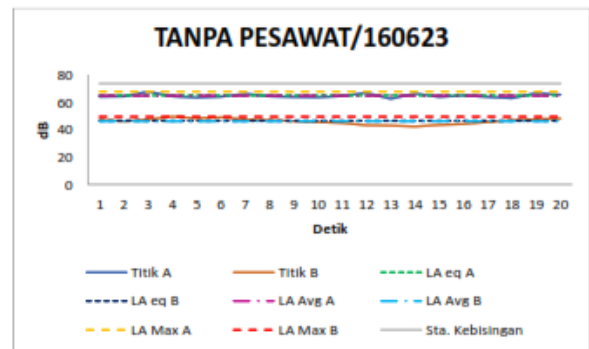 TANPA PESAWAT/160623
80
60
40
20
0
dB
1 2 3 4 5 6 7 8 9 10 11 12 13 14 15 16 17 18 19 20
Detik
Titik A Titik B LA eq A
LA eq B LA Avg A LA Avg B
LA Max A LA Max B Sta. Kebisingan